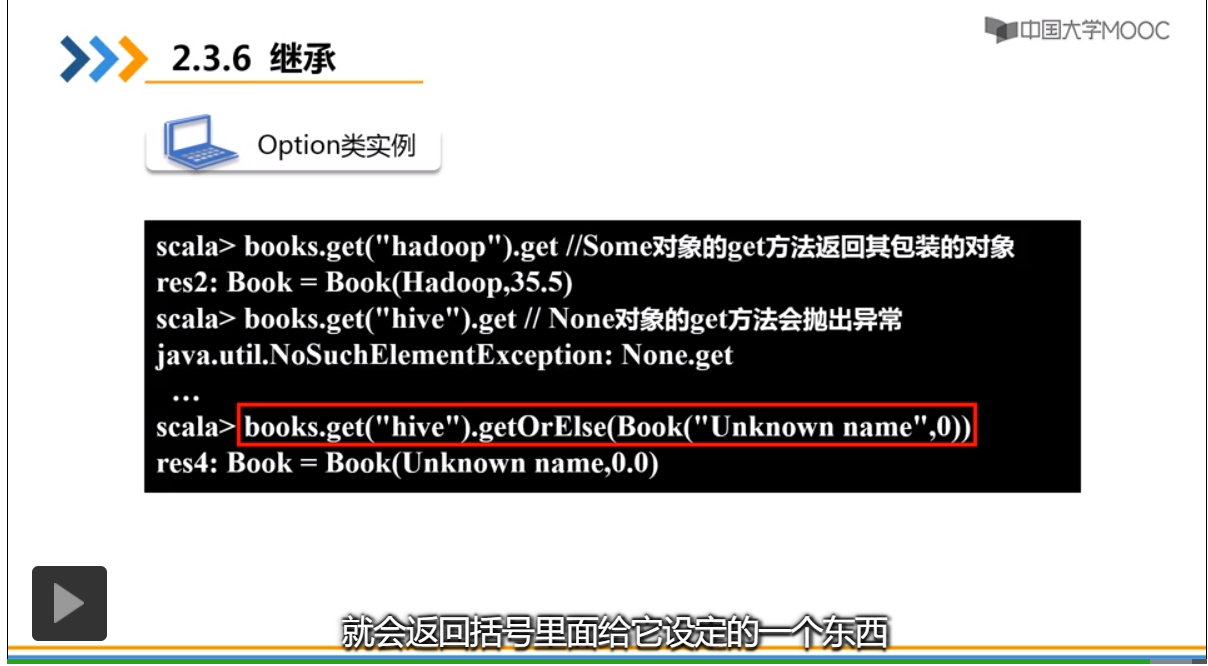 中国大学MOOC
2.3.6 继承
Option类实例
scala> books.get("hadoop").get //Some对象的get方法返回其包装的对象
res2: Book = Book(Hadoop,35.5)
scala> books.get("hive").get // None对象的get方法会抛出异常
java.util.NoSuchElementException: None.get
…
scala> books.get("hive").getOrElse(Book("Unknown name",0))
res4: Book = Book(Unknown name,0.0)
就会返回括号里面给它设定的一个东西